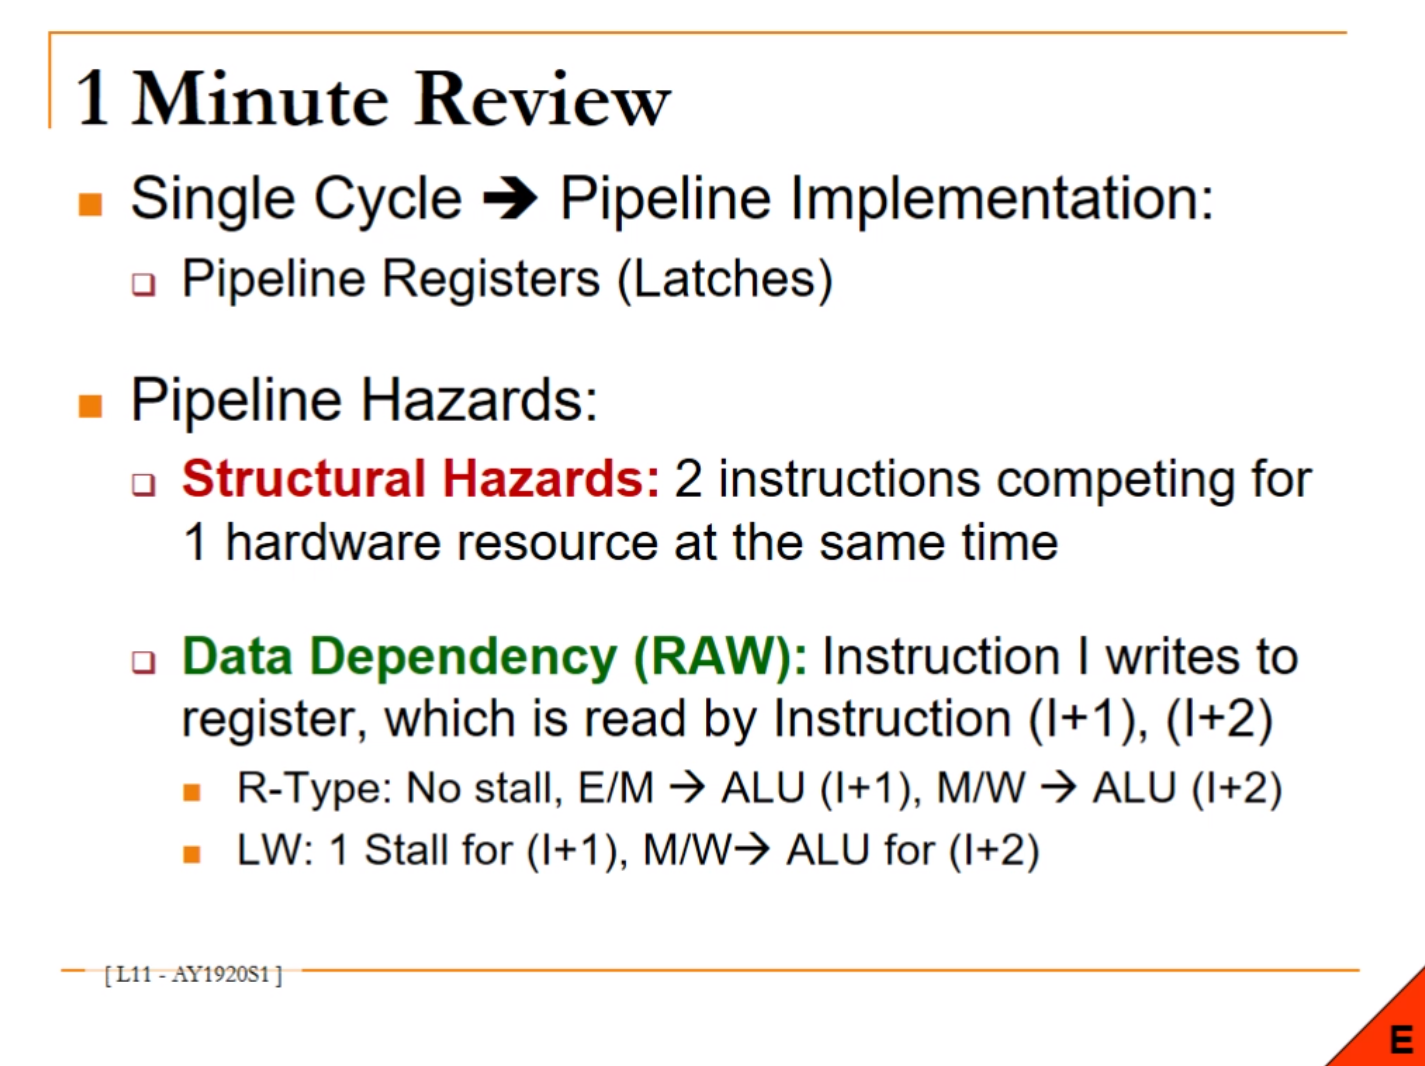 1 Minute Review
Single Cycle ➔ Pipeline Implementation:
Pipeline Registers (Latches)
Pipeline Hazards:
Structural Hazards: 2 instructions competing for
1 hardware resource at the same time
Data Dependency (RAW): Instruction I writes to
register, which is read by Instruction (I+1), (I+2)
R-Type: No stall, E/M → ALU (I+1), M/W → ALU (I+2)
LW: 1 Stall for (I+1), M/W→ ALU for (I+2)
[ L11 - AY1920S1 ]
E